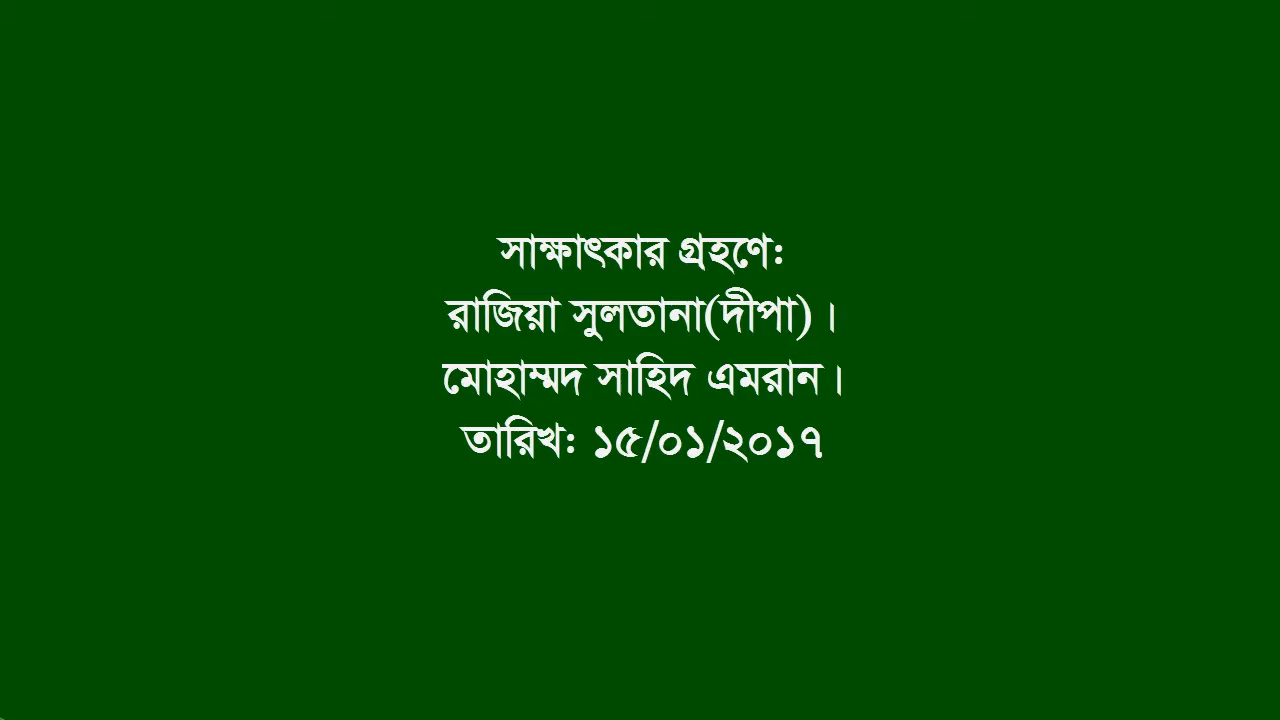 সাক্ষাৎকার গ্রহণে:
রাজিয়া সুলতানা(দীপা)।
মোহাম্মদ সাহিদ এমরান।
তারিখ: ১৫/০১/২০১৭